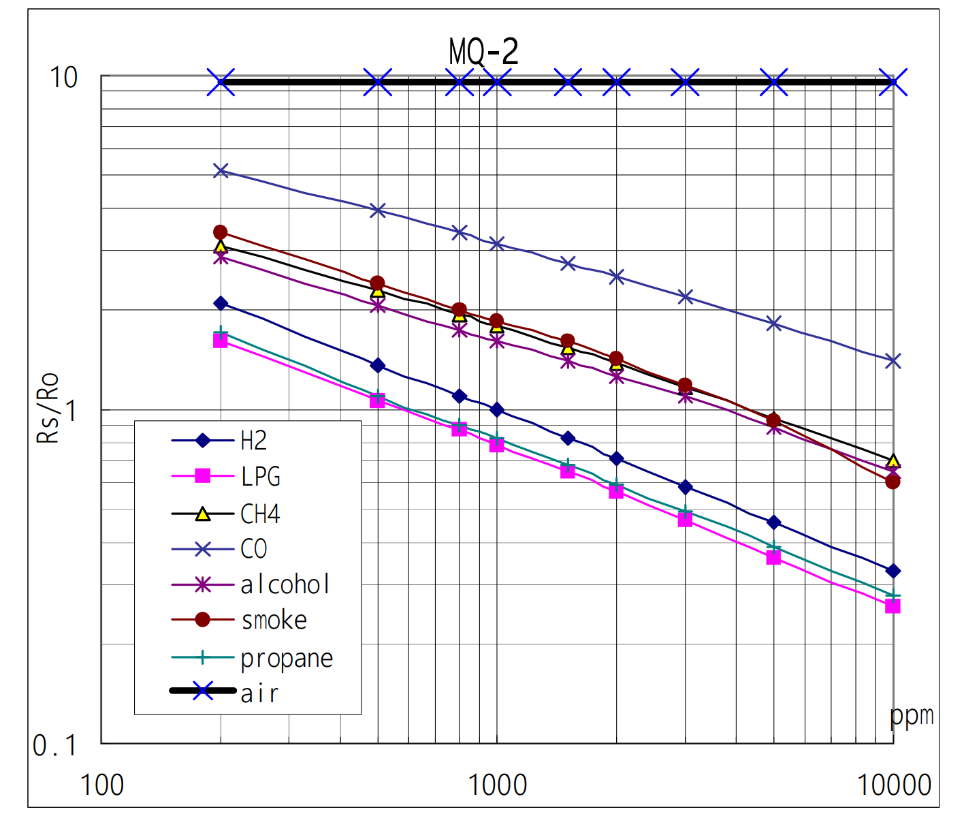 MQ-2
10
Rs/Ro
1
H2
LPG
CH4
CO
alcohol
smoke
propane
air
ppm
0.1
100 1000 10000